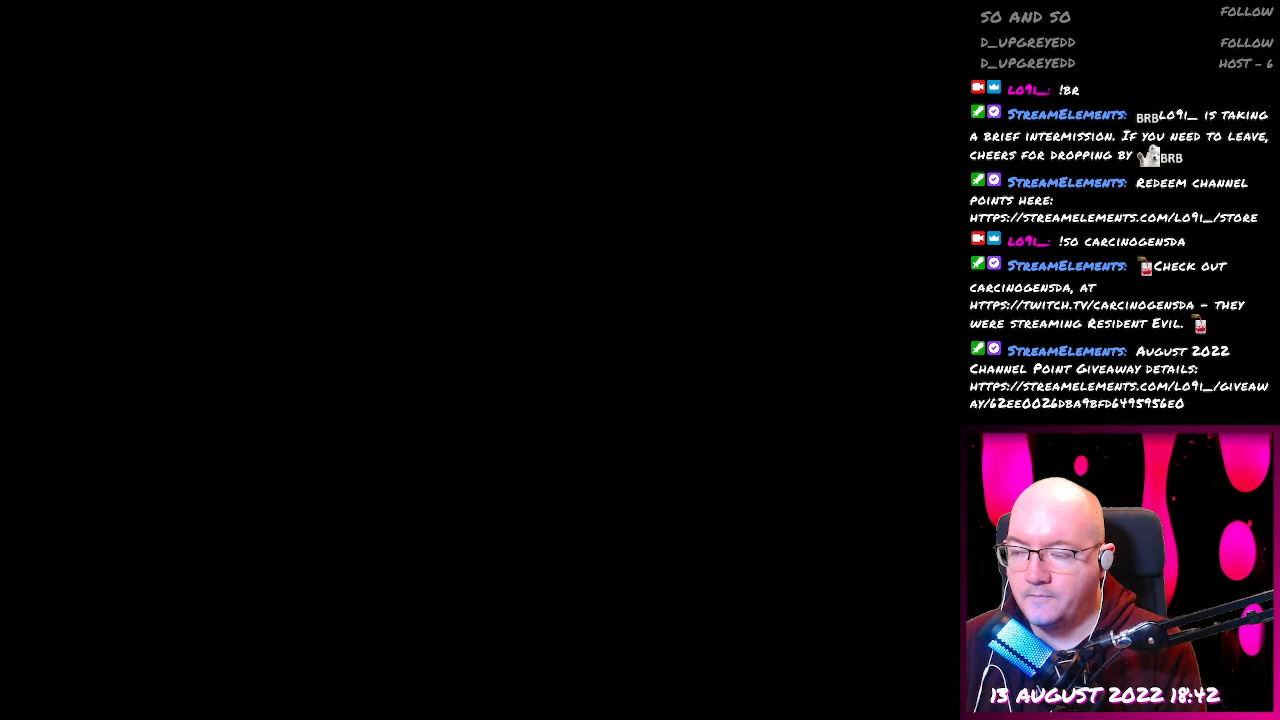 SO AND SO FOLLOW
D_UPGREYEDD FOLLOW
D_UPGREYEDD HOST - 6
LO9I_: !BR
StreamElements: BRB LO9I_ IS TAKING
A BRIEF INTERMISSION. IF YOU NEED TO LEAVE,
CHEERS FOR DROPPING BY BRB
StreamElements: REDEEM CHANNEL
POINTS HERE:
HTTPS://STREAMELEMENTS.COM/LO9I_/STORE
LO9I_: !SO CARCINOGENSDA
StreamElements: CHECK OUT
CARCINOGENSDA, AT
HTTPS://TWITCH.TV/CARCINOGENSDA - THEY
WERE STREAMING RESIDENT EVIL.
StreamElements: AUGUST 2022
CHANNEL POINT GIVEAWAY DETAILS:
HTTPS://STREAMELEMENTS.COM/LO9I_/GIVEAW
AY/62EE0026DBA9BFD6495956E0
13 AUGUST 2022 18:42